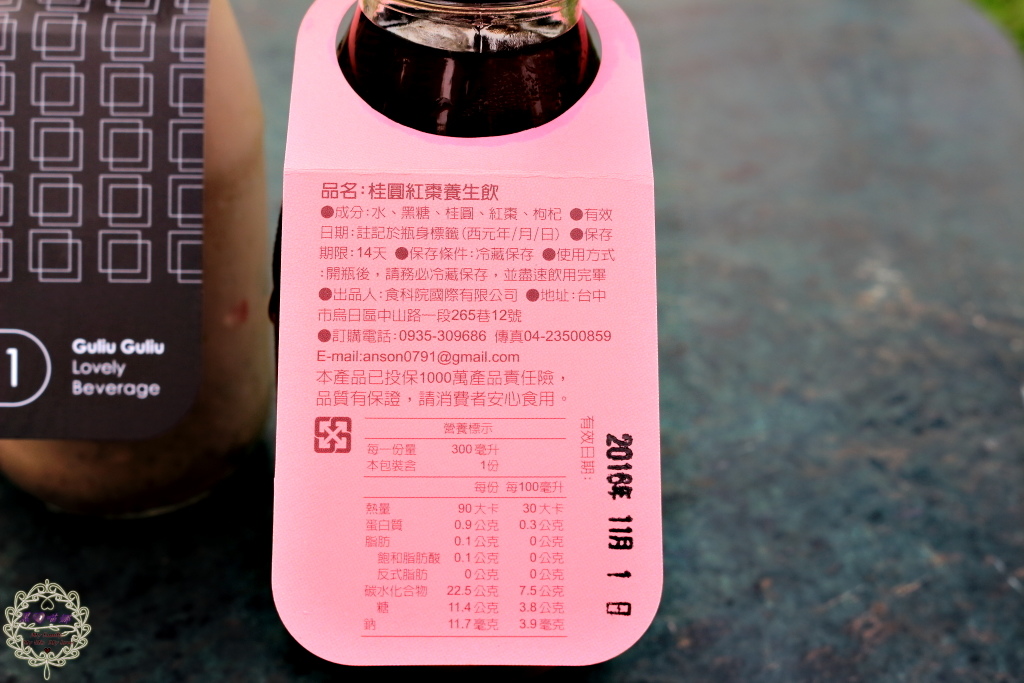 1
Guliu Guliu
Lovely
Beverage
品名:桂圓紅棗養生飲
●成分:水、黑糖、桂圓、紅棗、枸杞 ●有效
日期:註記於瓶身標籤(西元年/月/日) ●保存
期限:14天 ●保存條件:冷藏保存 ●使用方式
:開瓶後，請務必冷藏保存，並盡速飲用完畢
●出品人:食科院國際有限公司 ●地址:台中
市烏日區中山路一段265巷12號
●訂購電話:0935-309686 傳真04-23500859
E-mail:anson0791@gmail.com
本產品已投保1000萬產品責任險，
品質有保證，請消費者安心食用。
營養標示
每一份量 300毫升
本包裝含 1份
每份 每100毫升
熱量 90大卡 30大卡
蛋白質 0.9公克 0.3公克
脂肪 0.1公克 0公克
飽和脂肪酸 0.1公克 0公克
反式脂肪 0公克 0公克
碳水化合物 22.5公克 7.5公克
糖 11.4公克 3.8公克
鈉 11.7毫克 3.9毫克
有效日期:
2016年 11月 1日